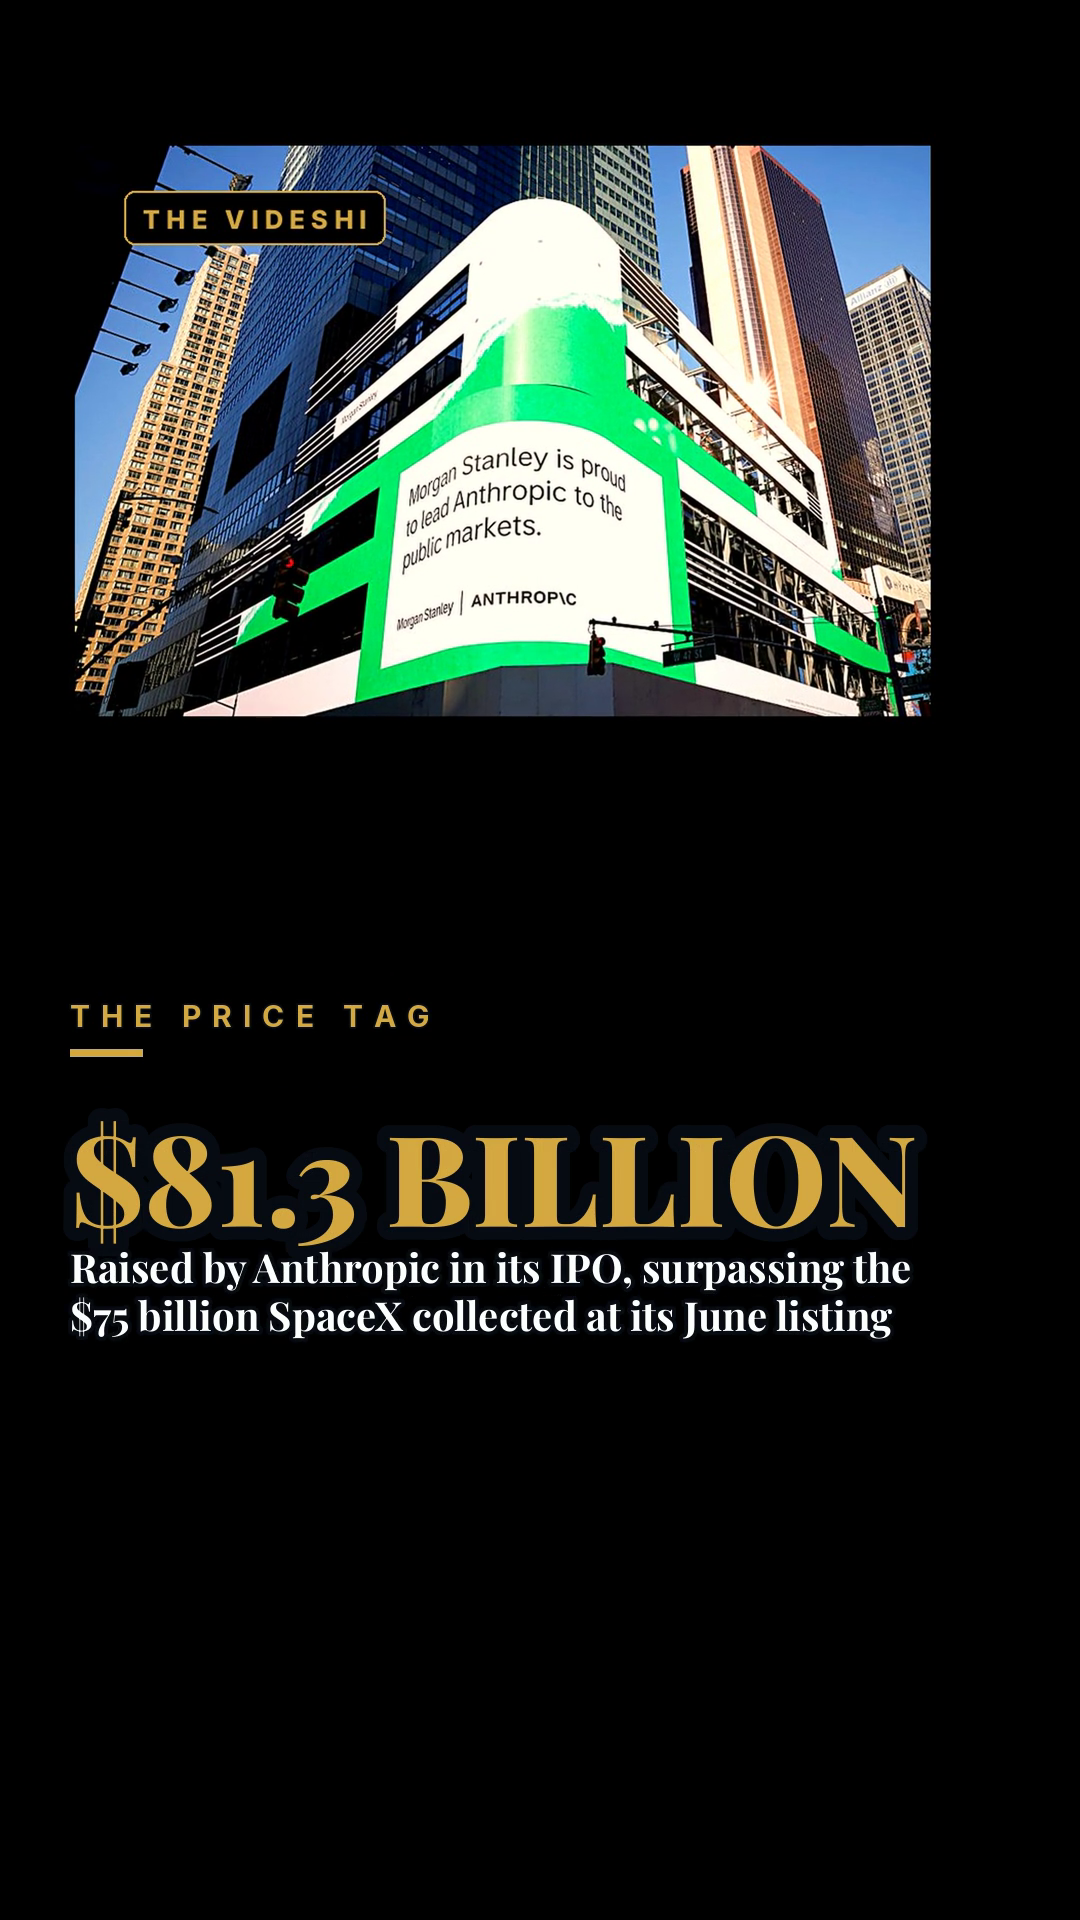 THE VIDESHI
Allianz
Morgan Stanley
Morgan Stanley is proud
to lead Anthropic to the
public markets.
Morgan Stanley | ANTHROP\C
W 47 ST
THE PRICE TAG
$81.3 BILLION
Raised by Anthropic in its IPO, surpassing the
$75 billion SpaceX collected at its June listing